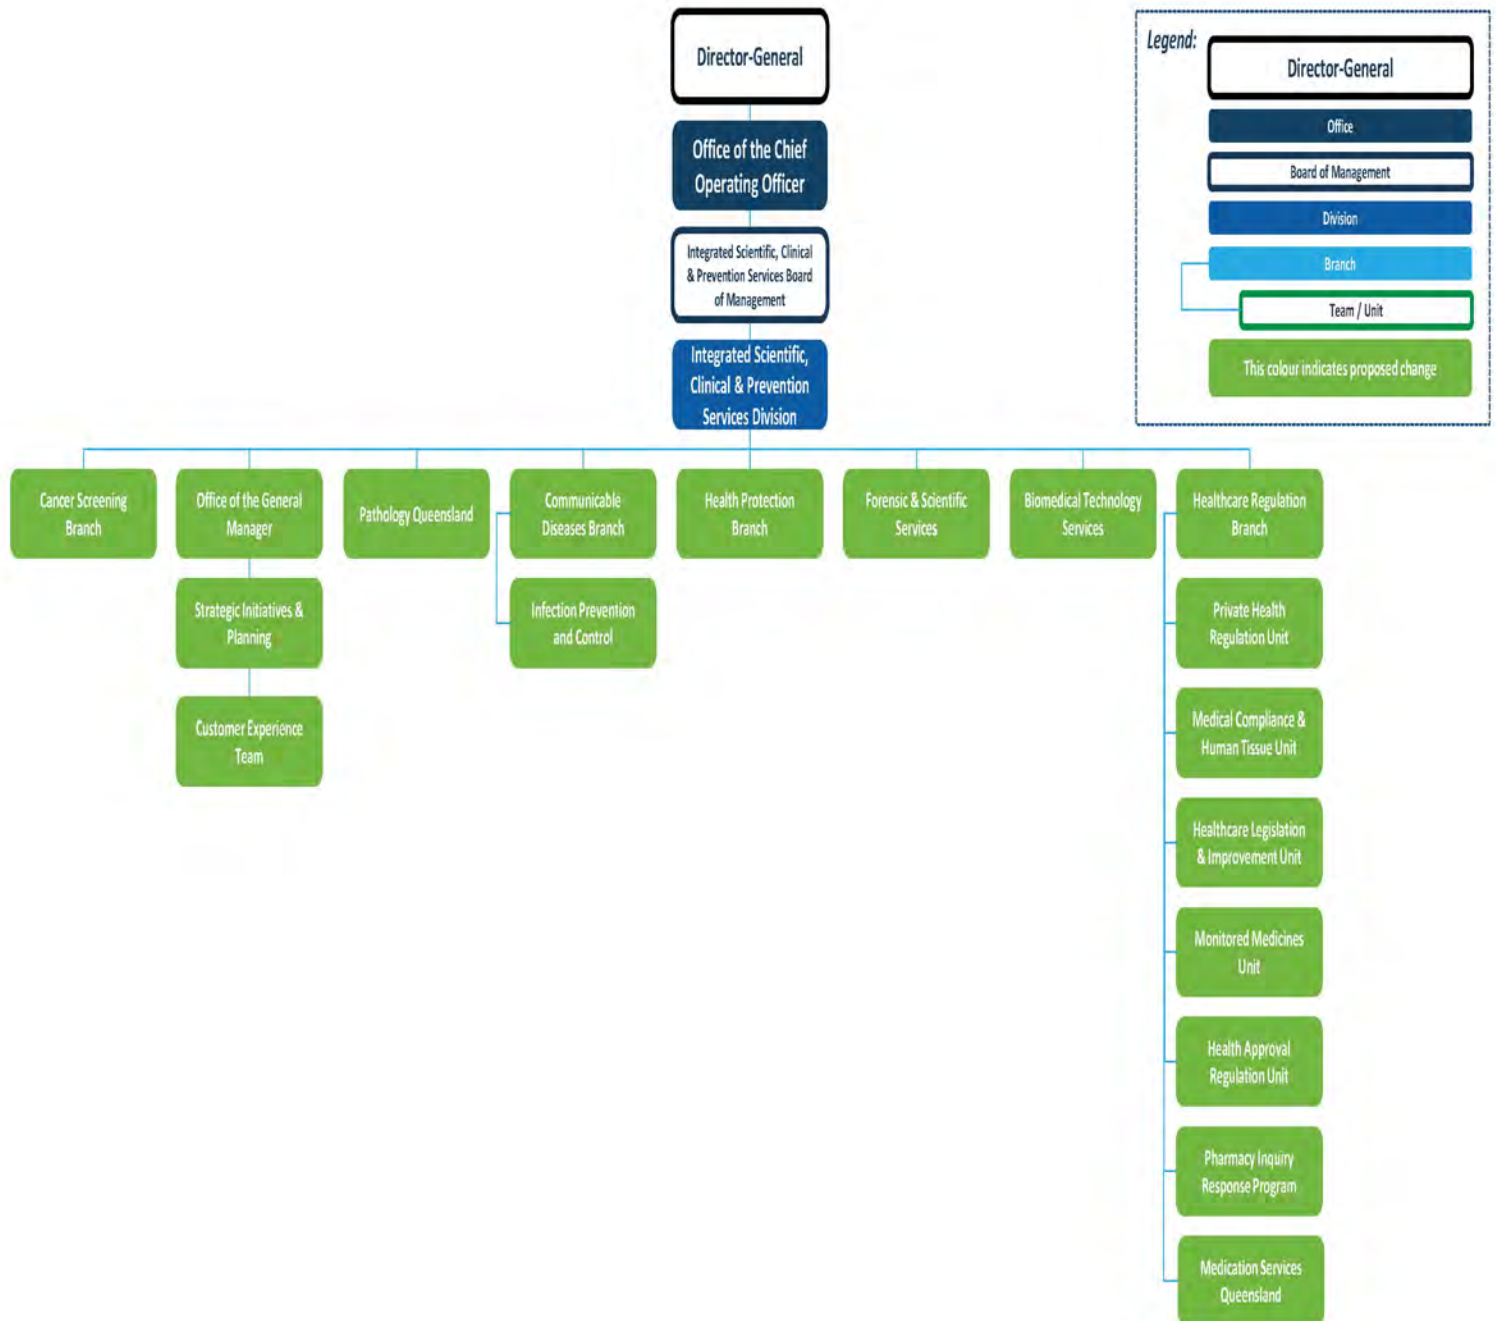 Director-General
Office of the Chief
Operating Officer
Integrated Scientific, Clinical
& Prevention Services Board
of Management
Integrated Scientific,
Clinical & Prevention
Services Division
Legend:
Director-General
Office
Board of Management
Division
Branch
Team / Unit
This colour indicates proposed change
Cancer Screening
Branch
Office of the General
Manager
Pathology Queensland
Communicable
Diseases Branch
Health Protection
Branch
Forensic & Scientific
Services
Biomedical Technology
Services
Healthcare Regulation
Branch
Strategic Initiatives &
Planning
Customer Experience
Team
Infection Prevention
and Control
Private Health
Regulation Unit
Medical Compliance &
Human Tissue Unit
Healthcare Legislation
& Improvement Unit
Monitored Medicines
Unit
Health Approval
Regulation Unit
Pharmacy Inquiry
Response Program
Medication Services
Queensland